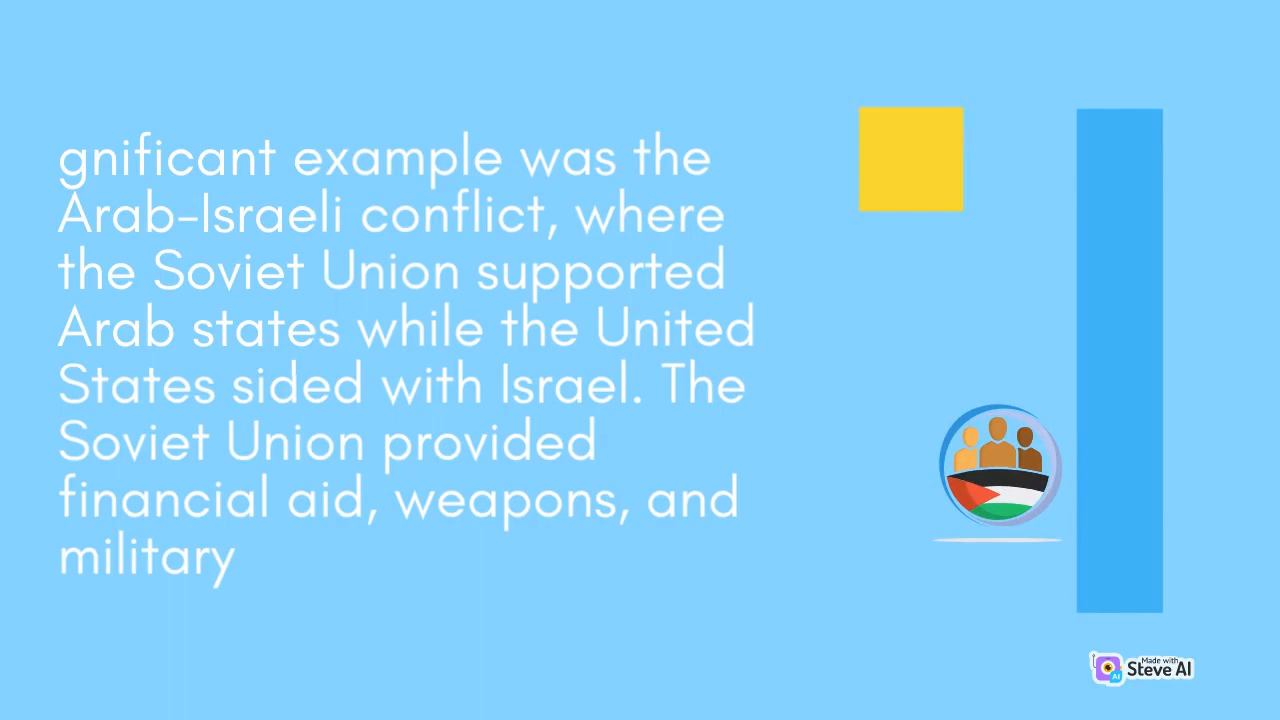 gnificant example was the
Arab-Israeli conflict, where
the Soviet Union supported
Arab states while the United
States sided with Israel. The
Soviet Union provided
financial aid, weapons, and
military
Made with
Steve AI
AI